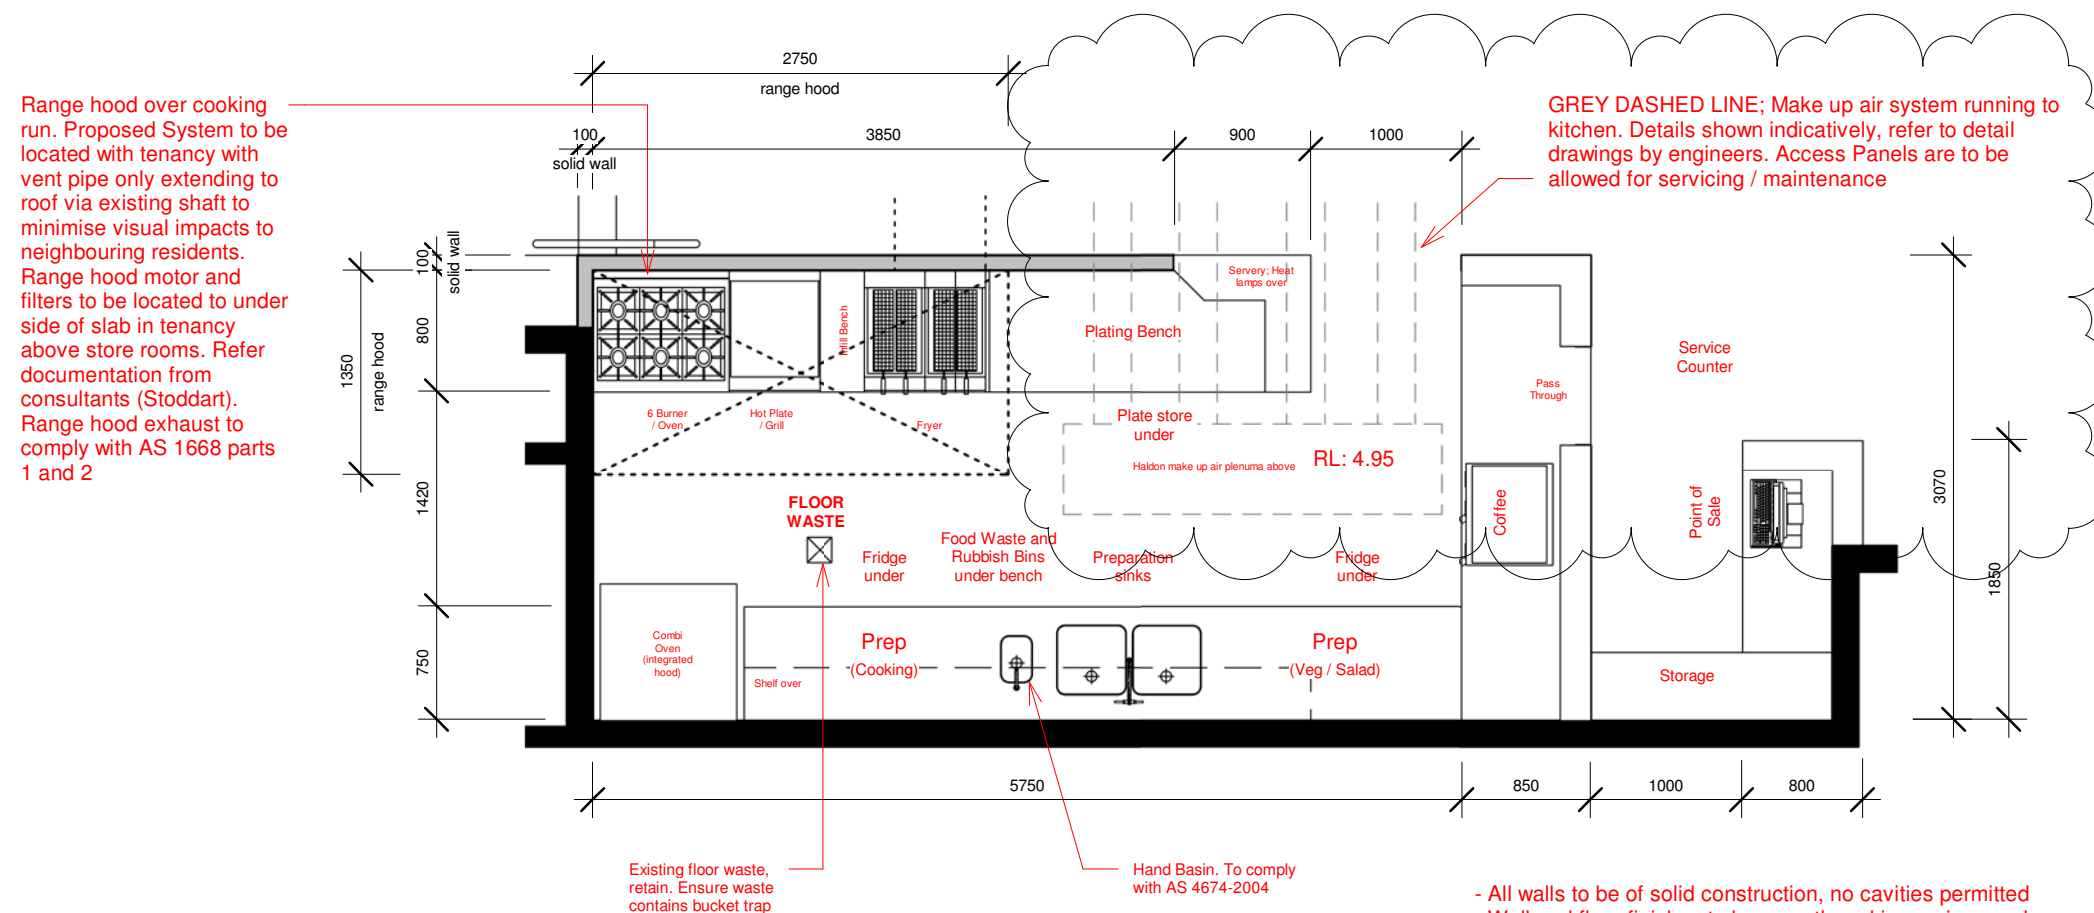 2750
range hood
Range hood over cooking
run. Proposed System to be
located with tenancy with
vent pipe only extending to
roof via existing shaft to
minimise visual impacts to
neighbouring residents.
Range hood motor and
filters to be located to under
side of slab in tenancy
above store rooms. Refer
documentation from
consultants (Stoddart).
Range hood exhaust to
comply with AS 1668 parts
1 and 2
GREY DASHED LINE; Make up air system running to
kitchen. Details shown indicatively, refer to detail
drawings by engineers. Access Panels are to be
allowed for servicing / maintenance
100
solid wall
3850
900
1000
100
solid wall
800
1350
range hood
1420
750
Servery; Heat
lamps over
Infill Bench
Plating Bench
Service
Counter
Pass
Through
6 Burner
/ Oven
Hot Plate
/ Grill
Fryer
Plate store
under
Haldon make up air plenuma above
RL: 4.95
FLOOR
WASTE
Coffee
Point of
Sale
3070
1850
Fridge
under
Food Waste and
Rubbish Bins
under bench
Preparation
sinks
Fridge
under
Combi
Oven
(integrated
hood)
Prep
(Cooking)
Shelf over
Prep
(Veg / Salad)
Storage
5750
850
1000
800
Existing floor waste,
retain. Ensure waste
contains bucket trap
Hand Basin. To comply
with AS 4674-2004
- All walls to be of solid construction, no cavities permitted